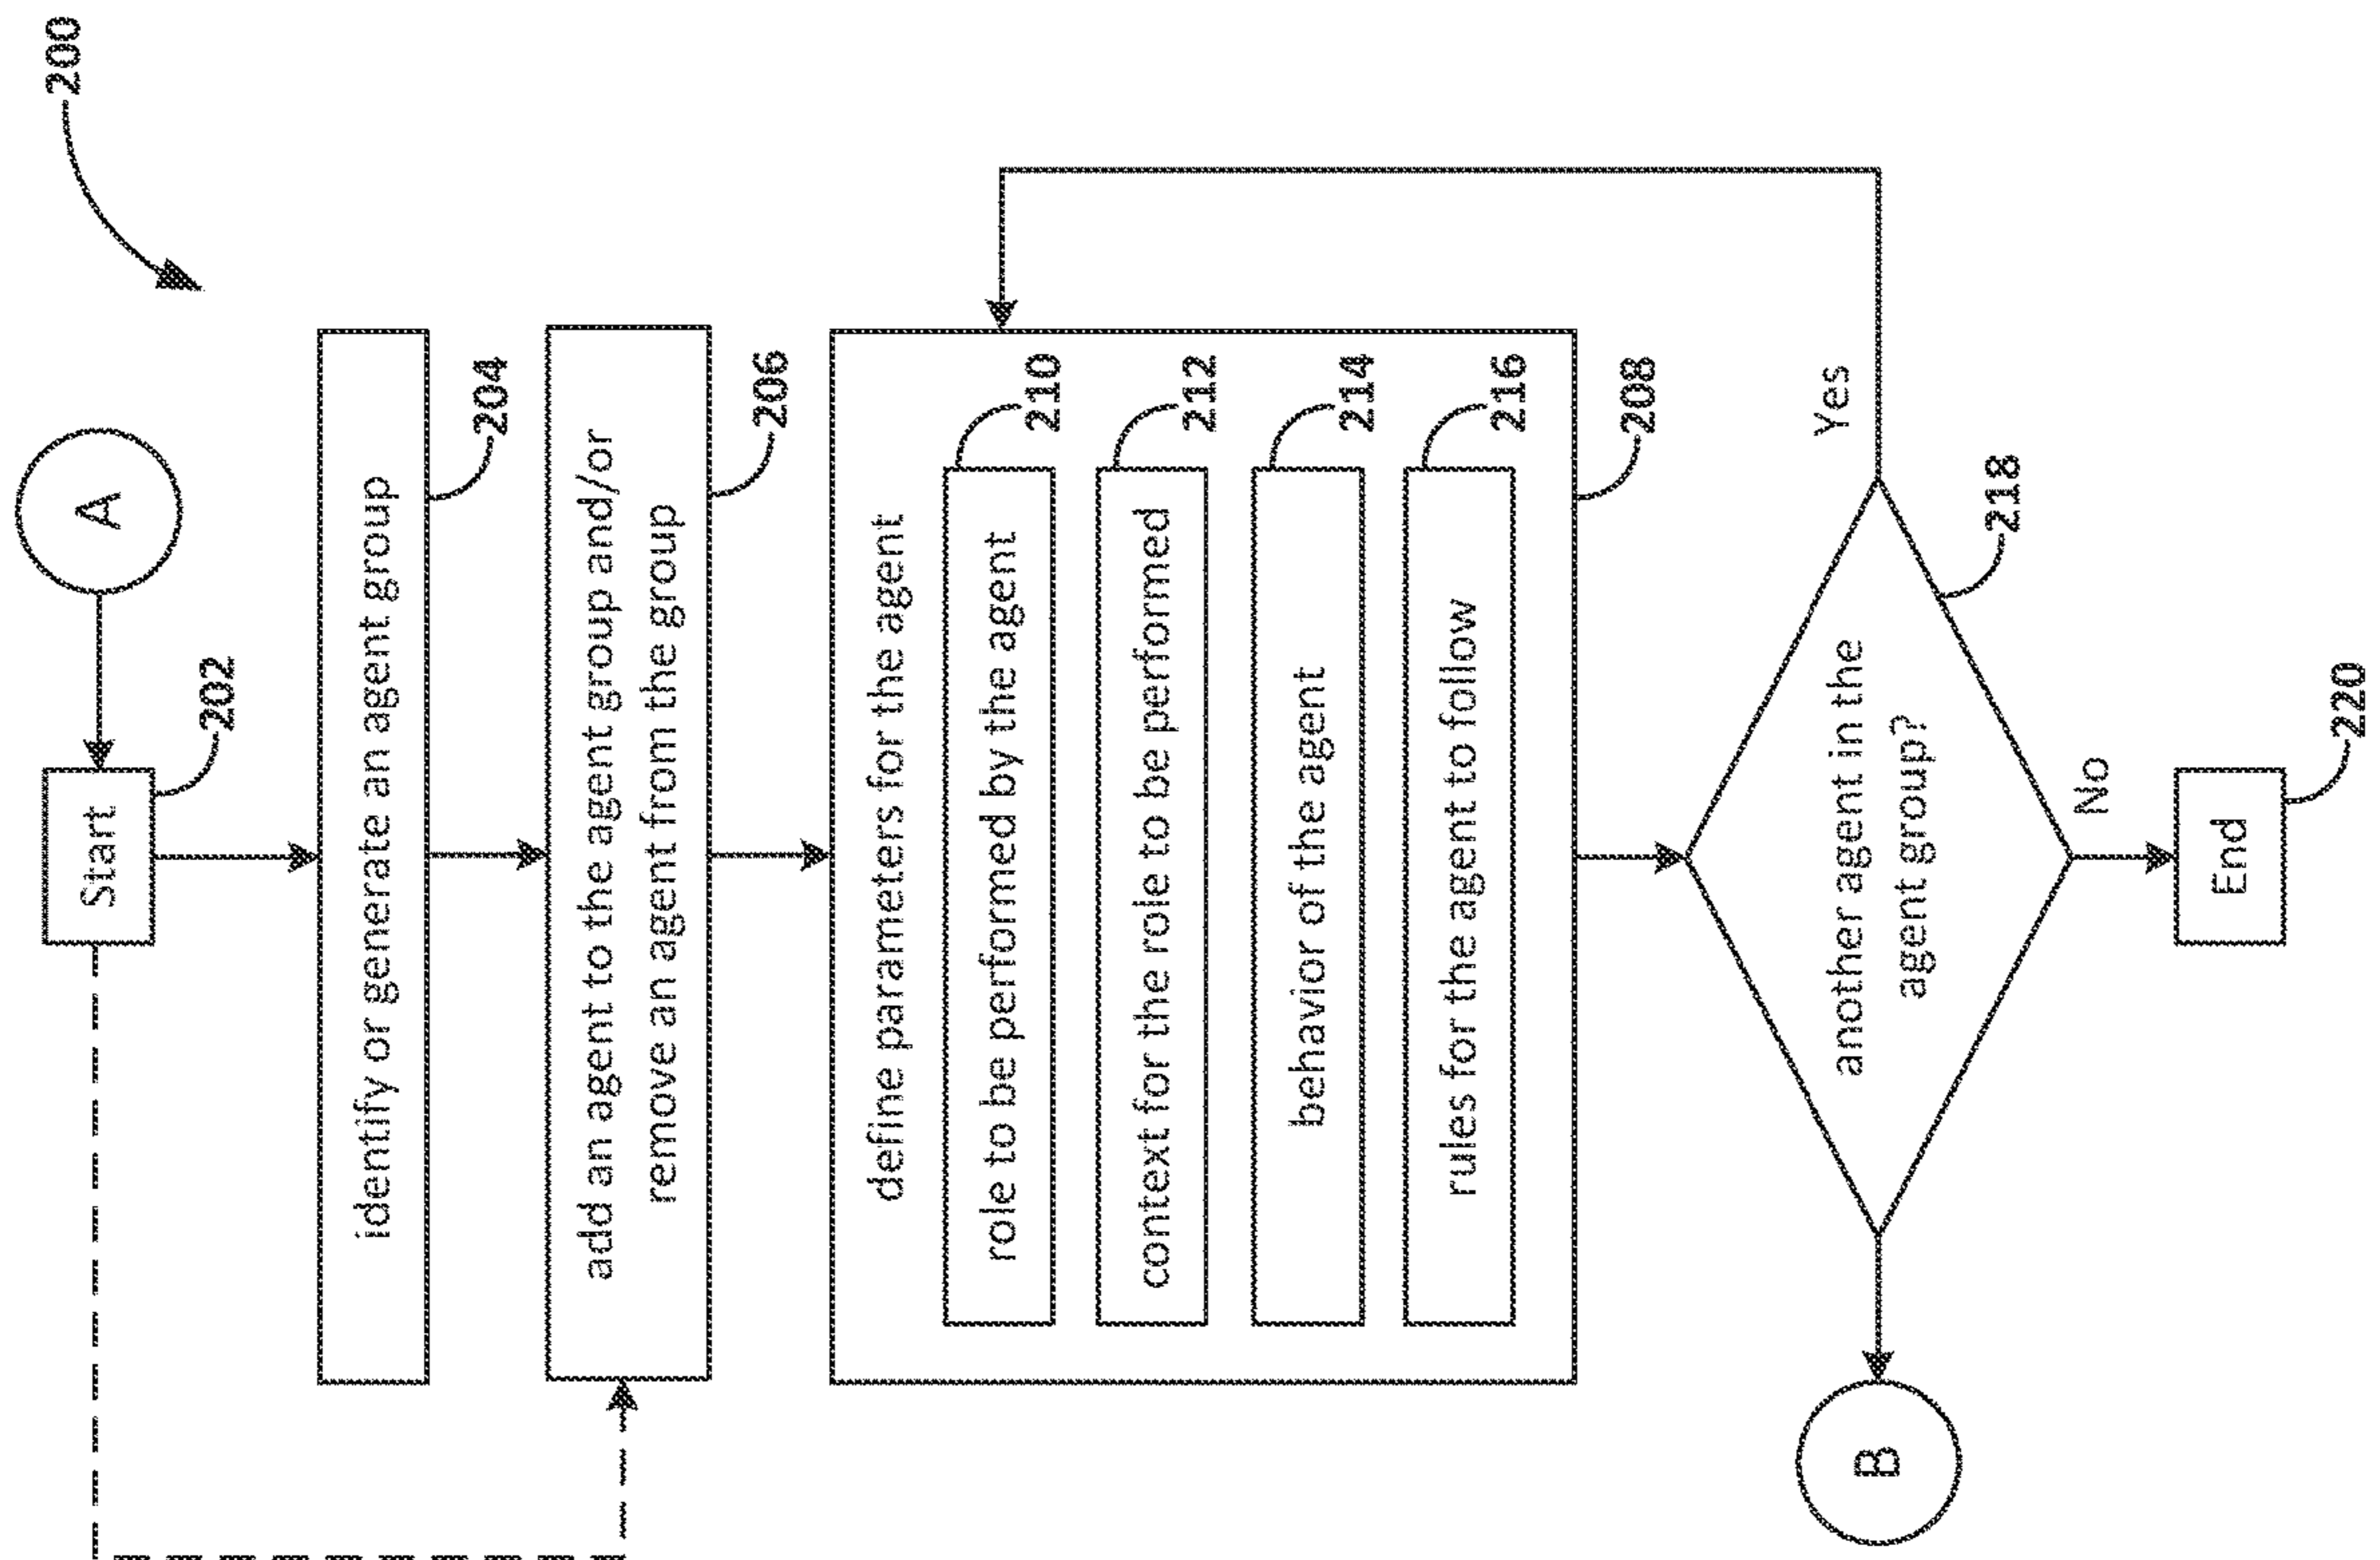 200
A
Start
202
identify or generate an agent group
204
add an agent to the agent group and/or
remove an agent from the group
206
define parameters for the agent
role to be performed by the agent
210
context for the role to be performed
212
behavior of the agent
214
rules for the agent to follow
216
208
another agent in the
agent group?
Yes
218
No
B
End
220